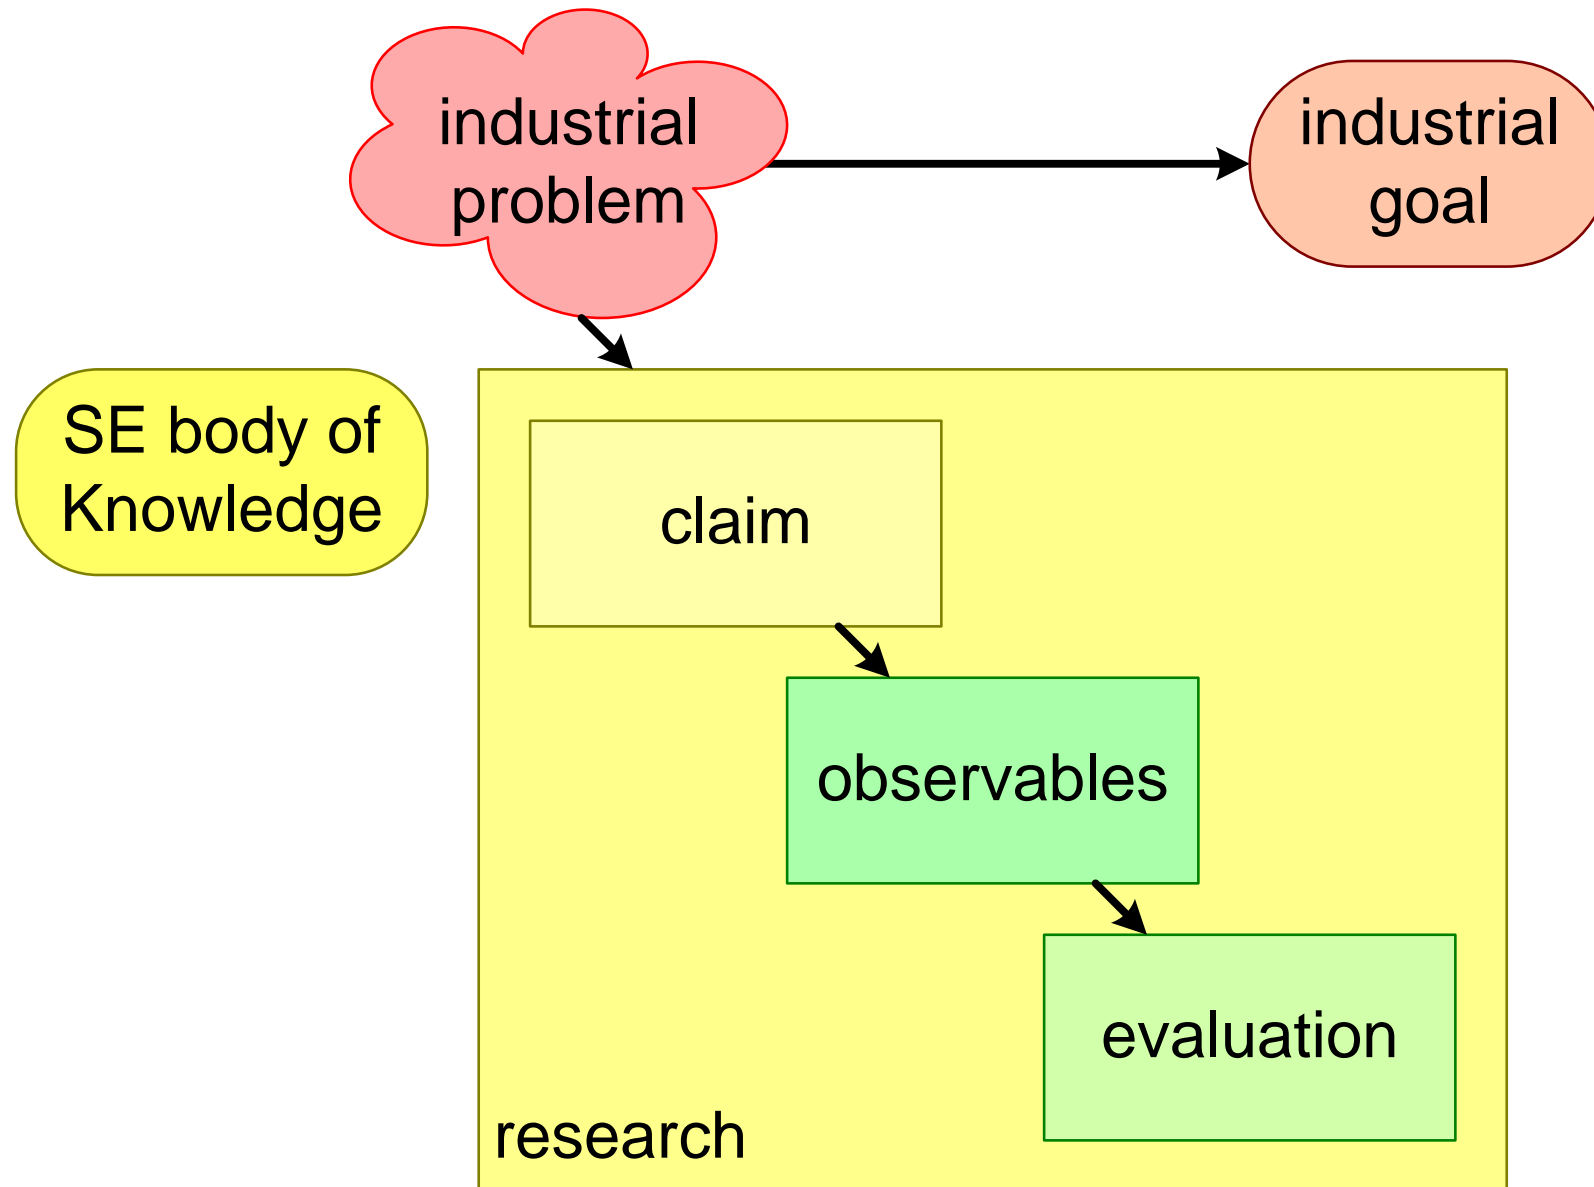 industrial
problem
industrial
goal
SE body of
Knowledge
claim
observables
evaluation
research